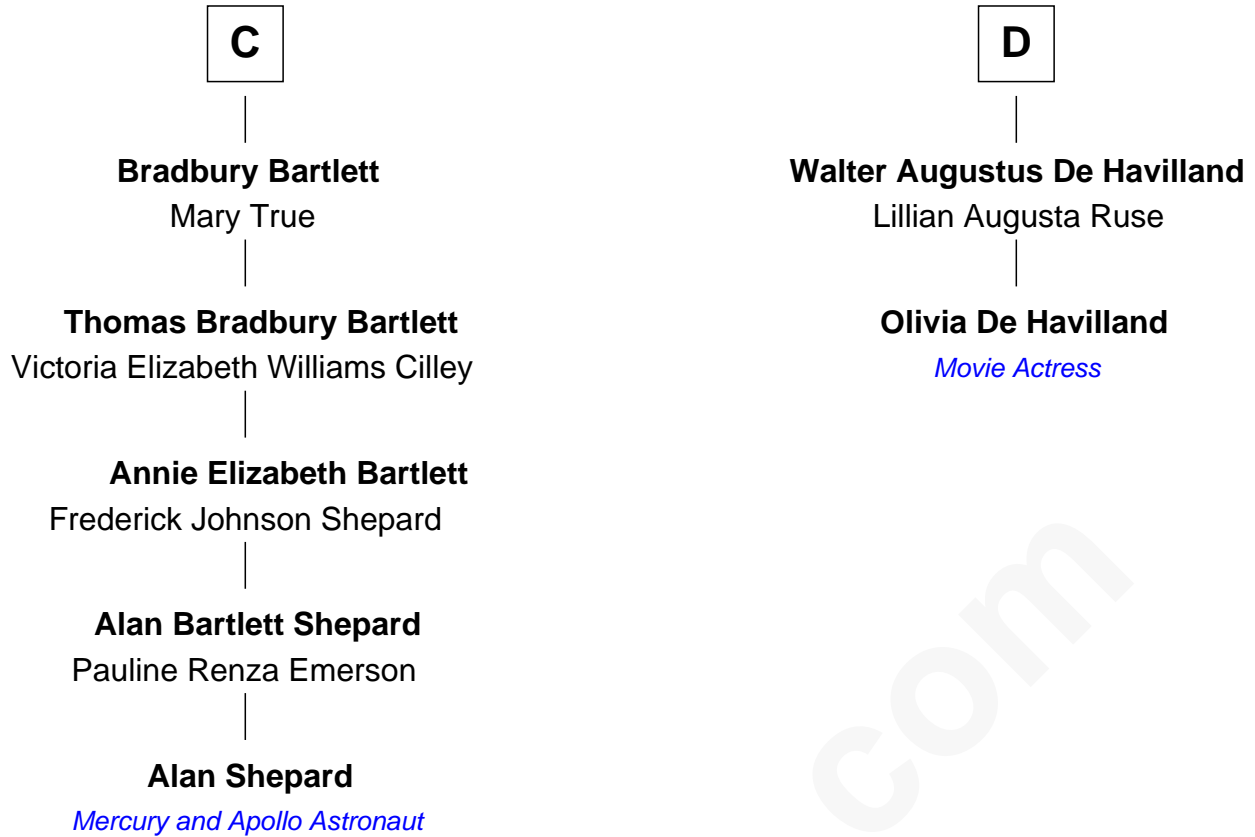 C
Bradbury Bartlett
Mary True
Thomas Bradbury Bartlett
Victoria Elizabeth Williams Cilley
Annie Elizabeth Bartlett
Frederick Johnson Shepard
Alan Bartlett Shepard
Pauline Renza Emerson
Alan Shepard
Mercury and Apollo Astronaut
D
Walter Augustus De Havilland
Lillian Augusta Ruse
Olivia De Havilland
Movie Actress
com